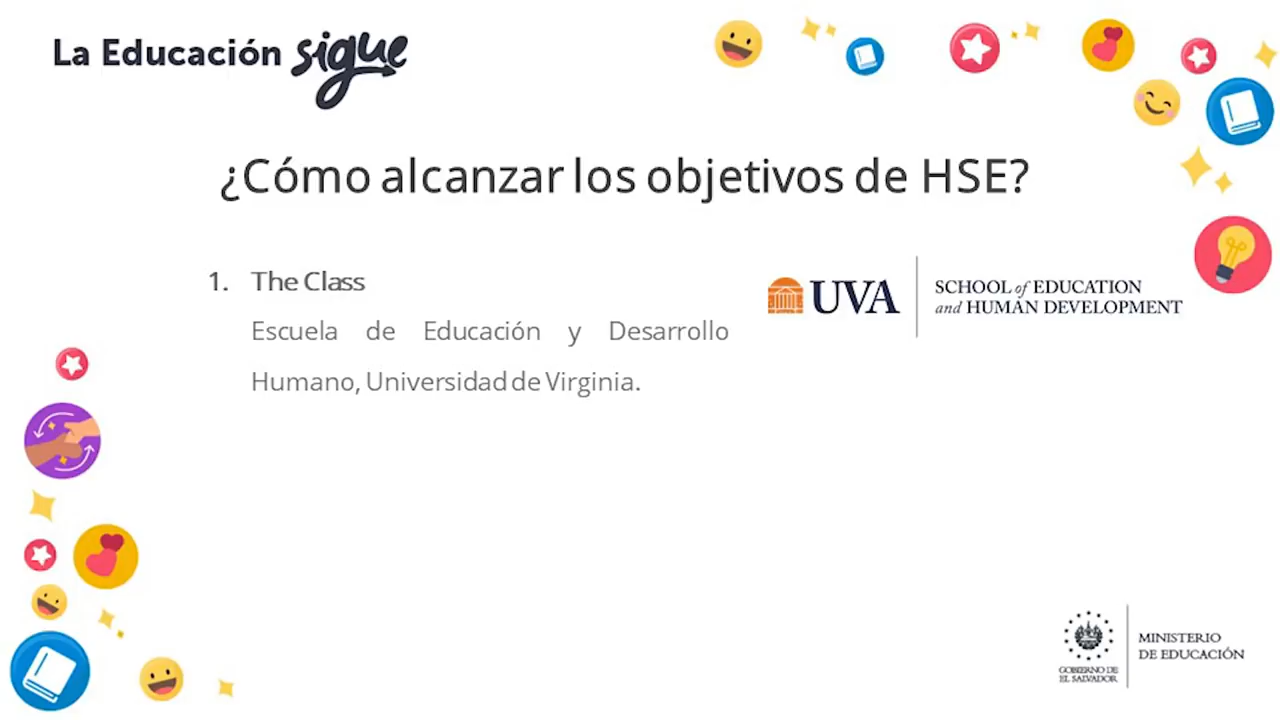 La Educación sigue
¿Cómo alcanzar los objetivos de HSE?
1. The Class
Escuela de Educación y Desarrollo
Humano, Universidad de Virginia.
UVA
SCHOOL of EDUCATION
and HUMAN DEVELOPMENT
GOBIERNO DE
EL SALVADOR
MINISTERIO
DE EDUCACIÓN